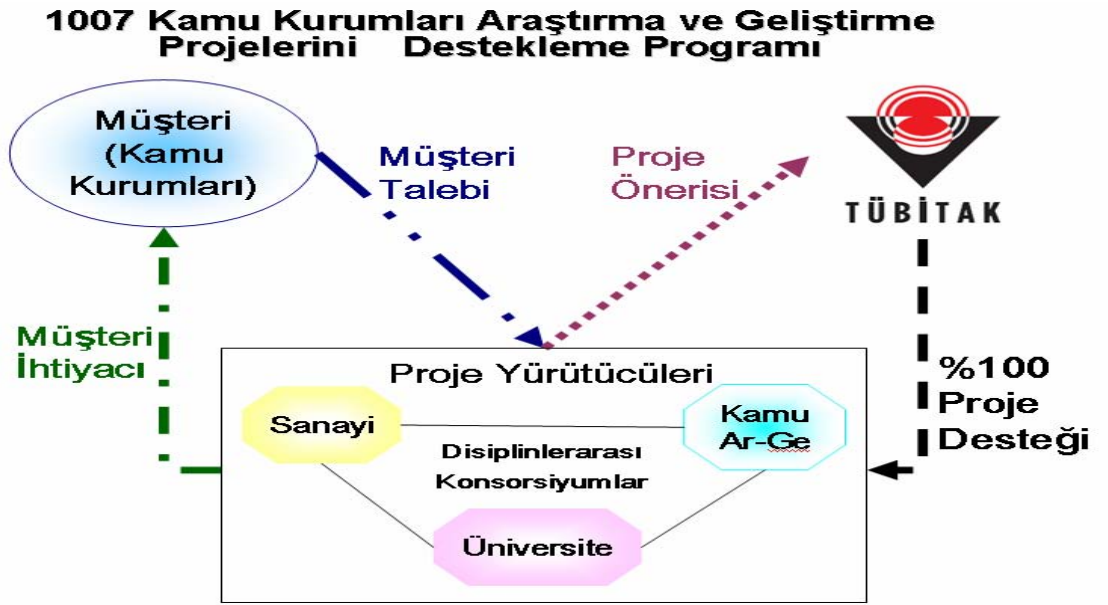 1007 Kamu Kurumları Araştırma ve Geliştirme
Projelerini Destekleme Programı
Müşteri
(Kamu
Kurumları)
Müşteri
Talebi
Proje
Önerisi
TÜBİTAK
Müşteri
İhtiyacı
%100
Proje
Desteği
Proje Yürütücüleri
Sanayi
Kamu
Ar-Ge
Disiplinlerarası
Konsorsiyumlar
Üniversite